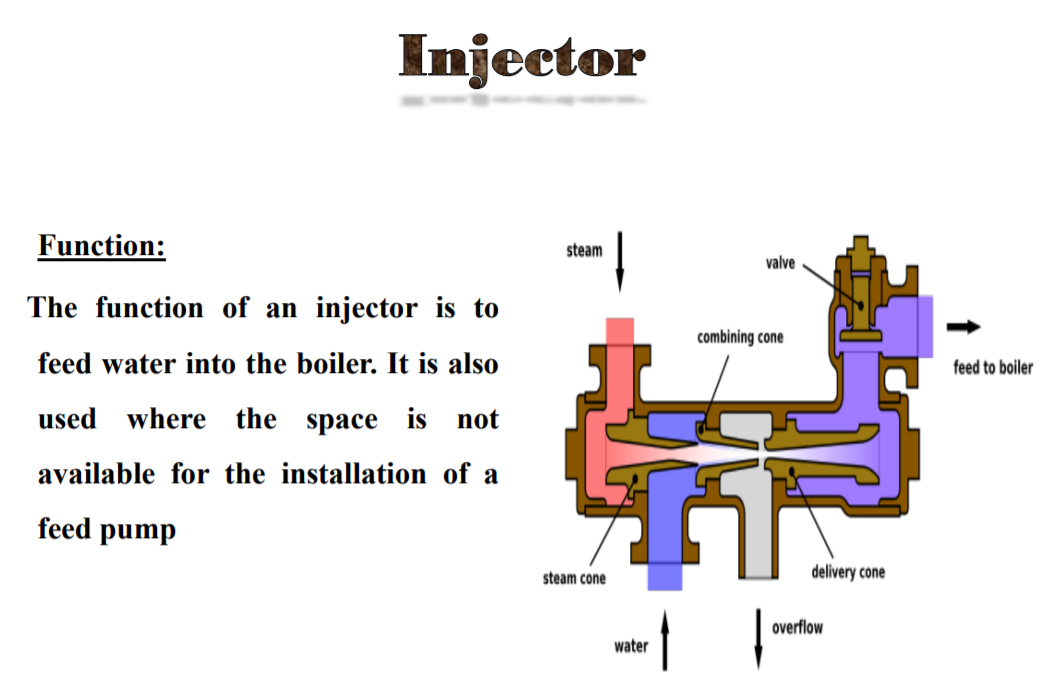 Injector
Function:
The function of an injector is to
feed water into the boiler. It is also
used where the space is not
available for the installation of a
feed pump
steam
valve
combining cone
feed to boiler
steam cone
delivery cone
overflow
water